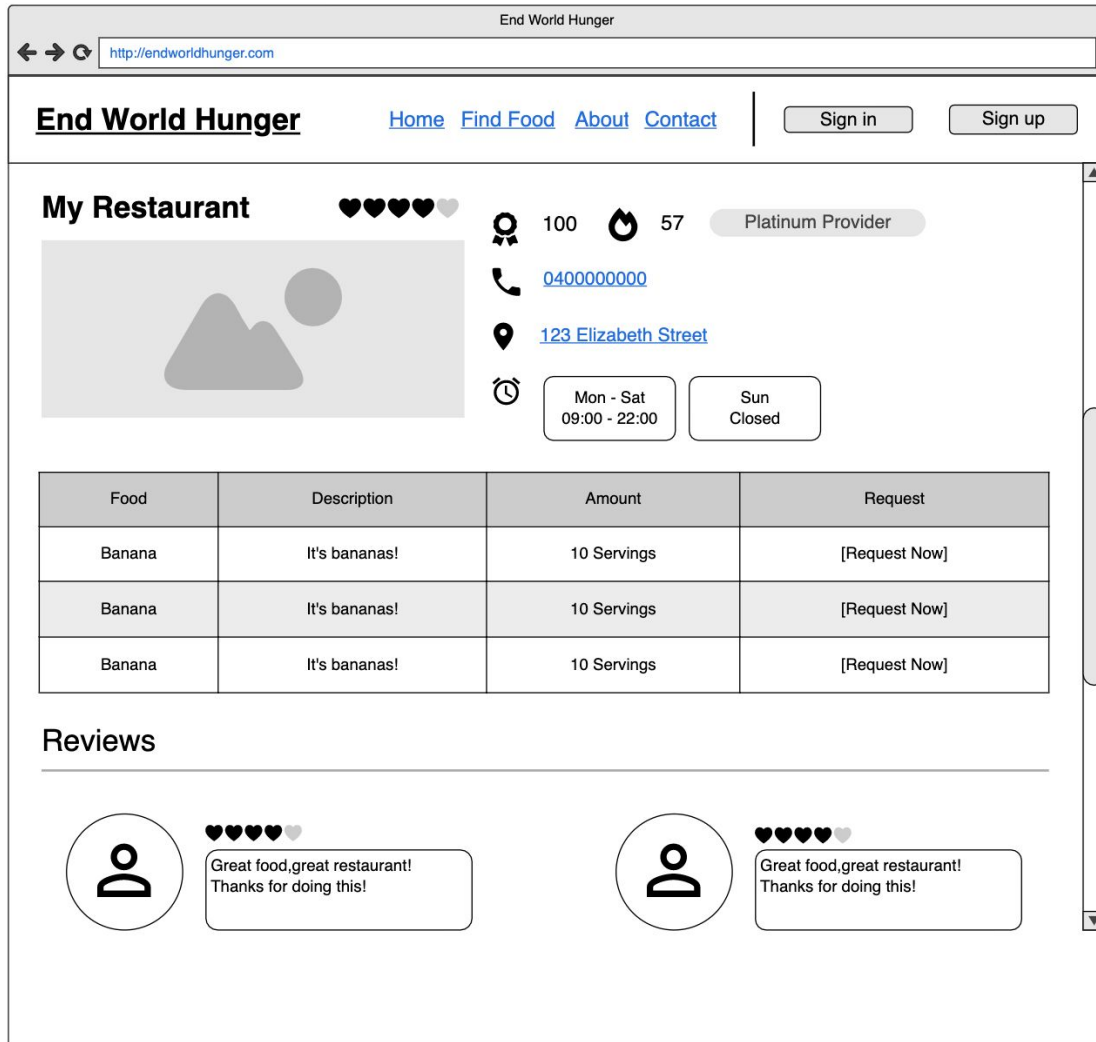 End World Hunger
http://endworldhunger.com
End World Hunger Home Find Food About Contact Sign in Sign up
My Restaurant
100 57 Platinum Provider
0400000000
123 Elizabeth Street
Mon - Sat
09:00 - 22:00
Sun
Closed
Food Description Amount Request
Banana It's bananas! 10 Servings [Request Now]
Banana It's bananas! 10 Servings [Request Now]
Banana It's bananas! 10 Servings [Request Now]
Reviews
Great food,great restaurant!
Thanks for doing this!
Great food,great restaurant!
Thanks for doing this!